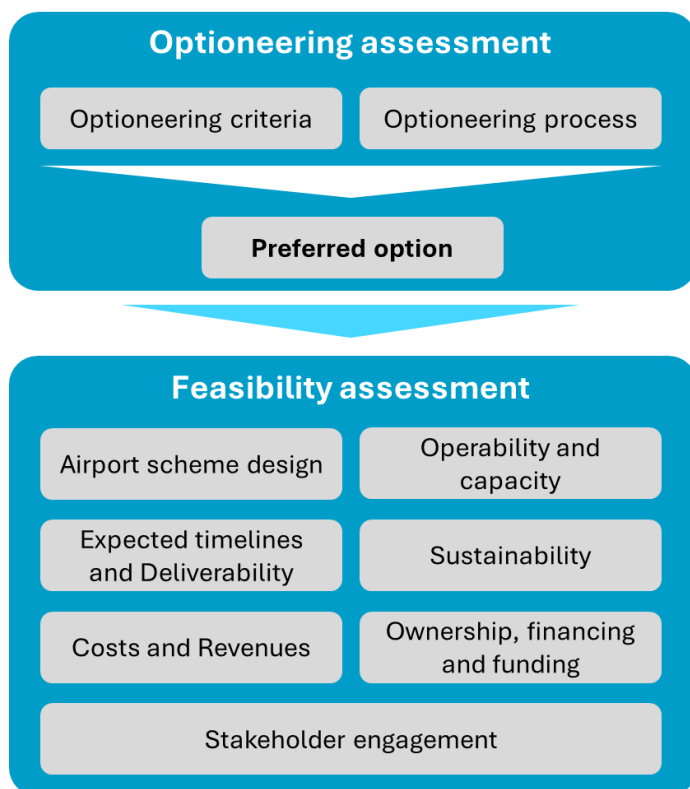 Optioneering assessment
Optioneering criteria
Optioneering process
Preferred option
Feasibility assessment
Airport scheme design
Operability and
capacity
Expected timelines
and Deliverability
Sustainability
Costs and Revenues
Ownership, financing
and funding
Stakeholder engagement